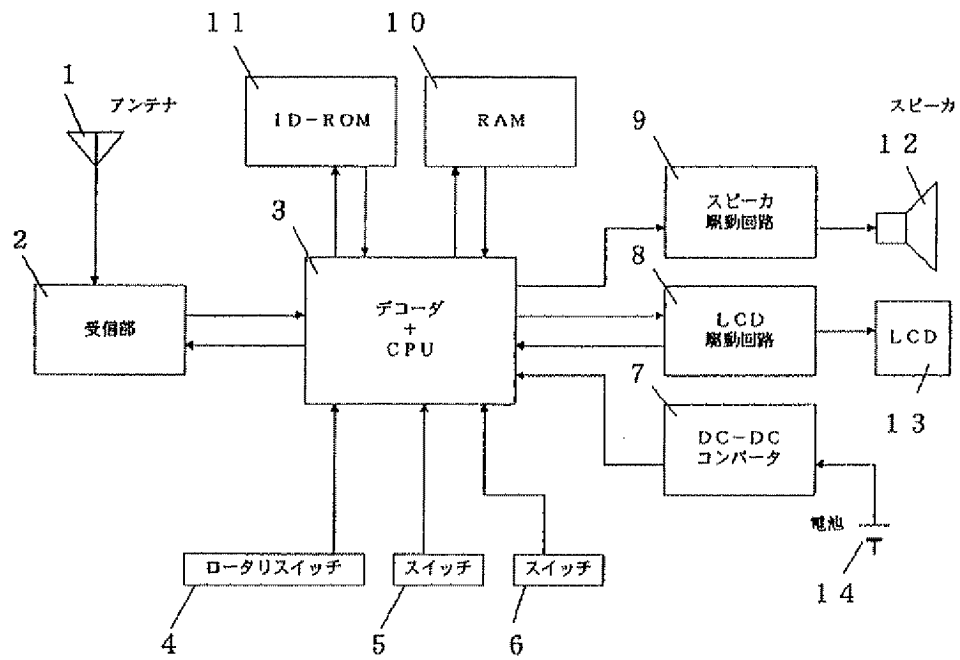 １１
１０
１
アンテナ
ID-ROM
RAM
９
スピーカ
１２
スピーカ
駆動回路
３
２
８
デコーダ
＋
CPU
受信部
LCD
駆動回路
LCD
７
１３
DC-DC
コンバータ
電池
ロータリスイッチ
スイッチ
スイッチ
１４
４
５
６